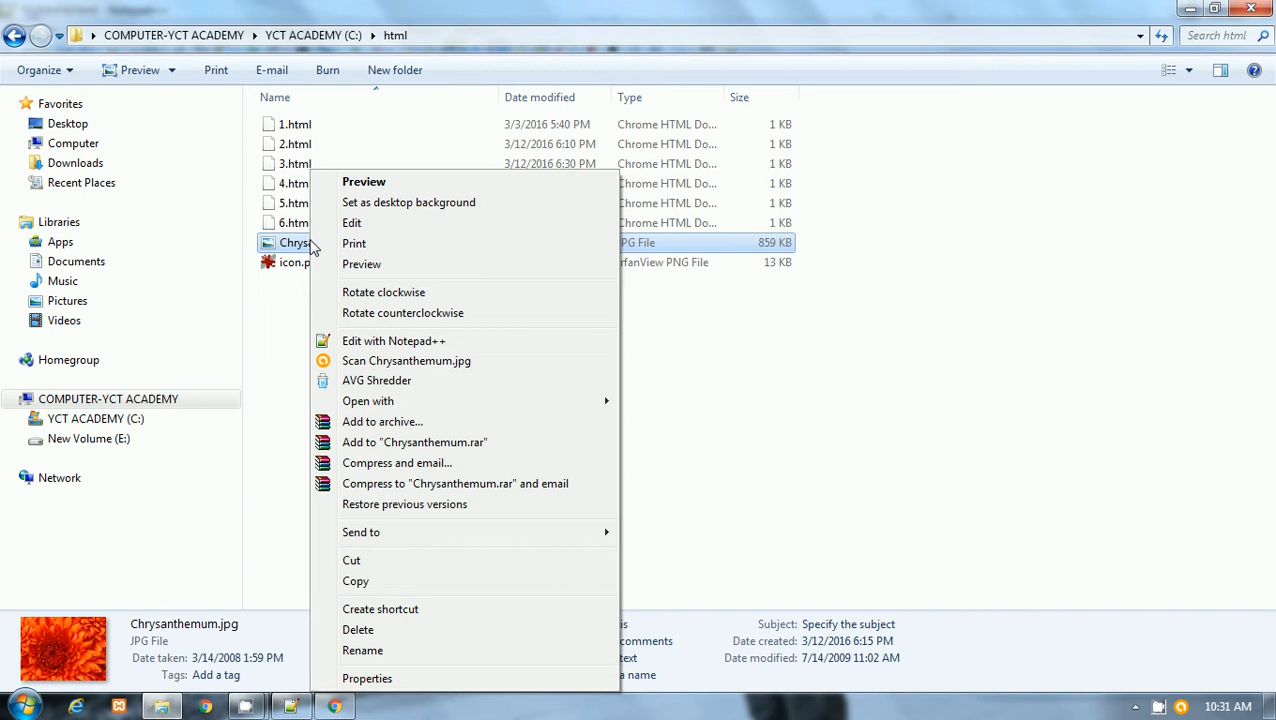 COMPUTER-YCT ACADEMY YCT ACADEMY (C:) html Search html
Organize Preview Print E-mail Burn New folder
Name Date modified Type Size
Favorites
Desktop
Computer
Downloads
Recent Places
Libraries
Apps
Documents
Music
Pictures
Videos
Homegroup
COMPUTER-YCT ACADEMY
YCT ACADEMY (C:)
New Volume (E:)
Network
1.html 3/3/2016 5:40 PM Chrome HTML Do... 1 KB
2.html 3/12/2016 6:10 PM Chrome HTML Do... 1 KB
3.html 3/12/2016 6:30 PM Chrome HTML Do... 1 KB
4.htm Chrome HTML Do... 1 KB
5.htm Chrome HTML Do... 1 KB
6.htm Chrome HTML Do... 1 KB
Chrys PG File 859 KB
icon.p rfanView PNG File 13 KB
Preview
Set as desktop background
Edit
Print
Preview
Rotate clockwise
Rotate counterclockwise
Edit with Notepad++
Scan Chrysanthemum.jpg
AVG Shredder
Open with
Add to archive...
Add to "Chrysanthemum.rar"
Compress and email...
Compress to "Chrysanthemum.rar" and email
Restore previous versions
Send to
Cut
Copy
Create shortcut
Delete
Rename
Properties
Chrysanthemum.jpg
JPG File
Date taken: 3/14/2008 1:59 PM
Tags: Add a tag
is
comments
text
a name
Subject: Specify the subject
Date created: 3/12/2016 6:15 PM
Date modified: 7/14/2009 11:02 AM
10:31 AM